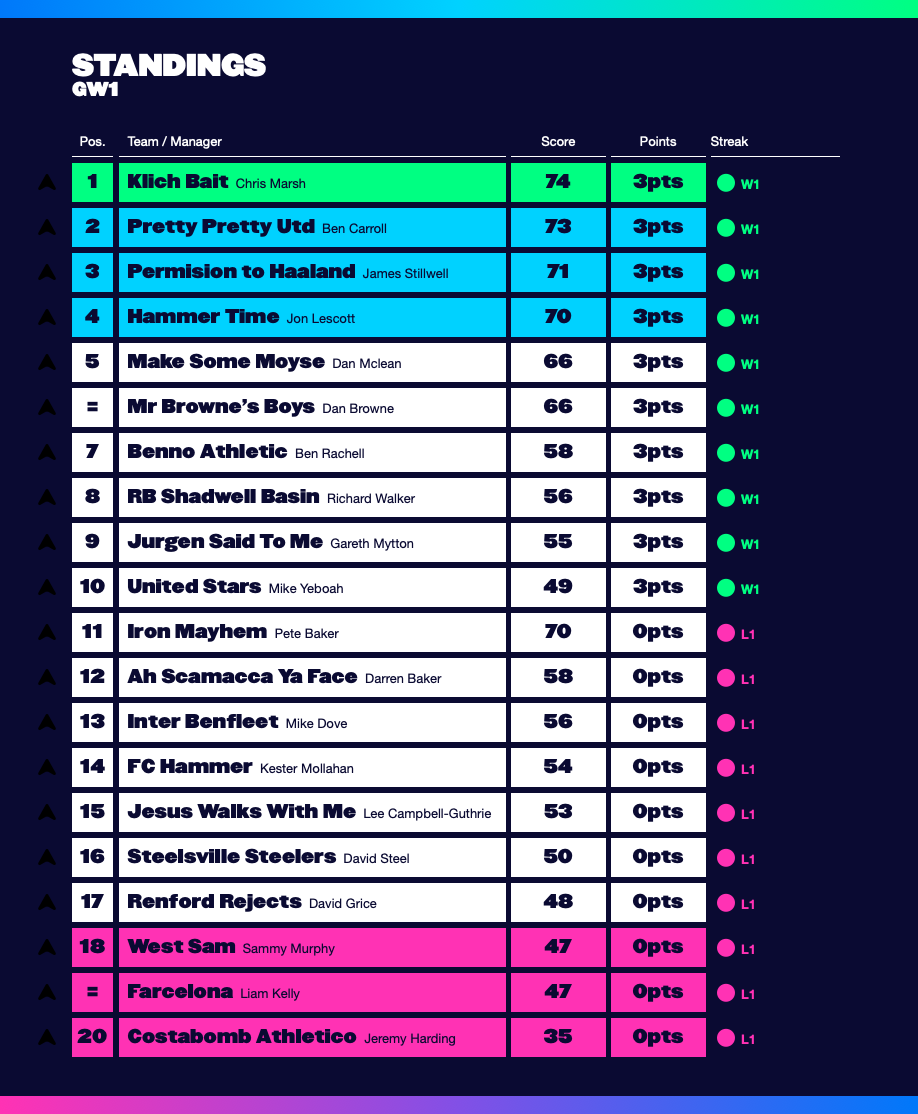 STANDINGS
GW1
Pos. Team / Manager Score Points Streak
1 Klich Bait Chris Marsh 74 3pts W1
2 Pretty Pretty Utd Ben Carroll 73 3pts W1
3 Permision to Haaland James Stillwell 71 3pts W1
4 Hammer Time Jon Lescott 70 3pts W1
5 Make Some Moyse Dan Mclean 66 3pts W1
= Mr Browne’s Boys Dan Browne 66 3pts W1
7 Benno Athletic Ben Rachell 58 3pts W1
8 RB Shadwell Basin Richard Walker 56 3pts W1
9 Jurgen Said To Me Gareth Mytton 55 3pts W1
10 United Stars Mike Yeboah 49 3pts W1
11 Iron Mayhem Pete Baker 70 0pts L1
12 Ah Scamacca Ya Face Darren Baker 58 0pts L1
13 Inter Benfleet Mike Dove 56 0pts L1
14 FC Hammer Kester Mollahan 54 0pts L1
15 Jesus Walks With Me Lee Campbell-Guthrie 53 0pts L1
16 Steelsville Steelers David Steel 50 0pts L1
17 Renford Rejects David Grice 48 0pts L1
18 West Sam Sammy Murphy 47 0pts L1
= Farcelona Liam Kelly 47 0pts L1
20 Costabomb Athletico Jeremy Harding 35 0pts L1